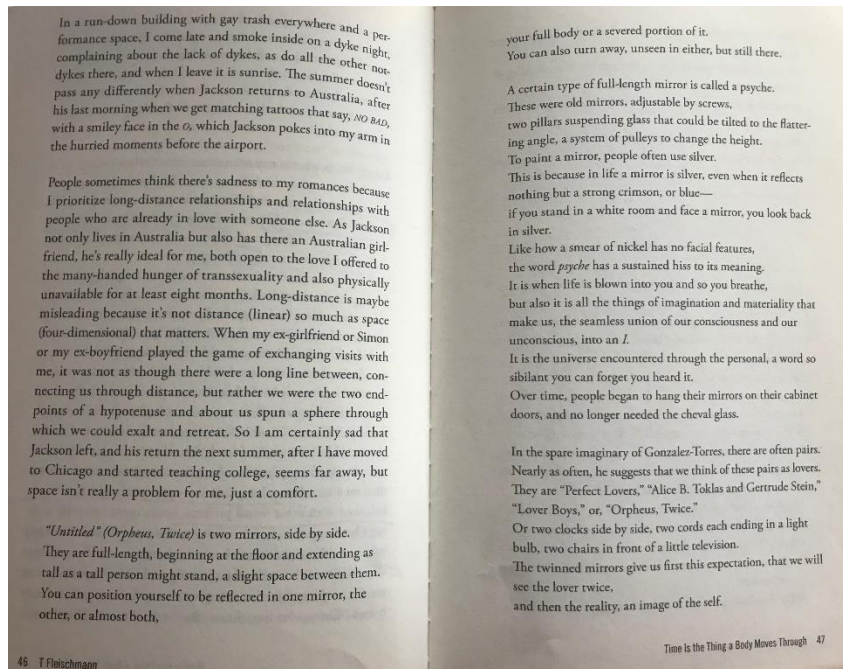 In a run-down building with gay trash everywhere and a per-
formance space, I come late and smoke inside on a dyke night,
complaining about the lack of dykes, as do all the other not-
dykes there, and when I leave it is sunrise. The summer doesn't
pass any differently when Jackson returns to Australia, after
his last morning when we get matching tattoos that say, NO BAD,
with a smiley face in the O, which Jackson pokes into my arm in
the hurried moments before the airport.
People sometimes think there's sadness to my romances because
I prioritize long-distance relationships and relationships with
people who are already in love with someone else. As Jackson
not only lives in Australia but also has there an Australian girl-
friend, he's really ideal for me, both open to the love I offered to
the many-handed hunger of transsexuality and also physically
unavailable for at least eight months. Long-distance is maybe
misleading because it's not distance (linear) so much as space
(four-dimensional) that matters. When my ex-girlfriend or Simon
or my ex-boyfriend played the game of exchanging visits with
me, it was not as though there were a long line between, con-
necting us through distance, but rather we were the two end-
points of a hypotenuse and about us spun a sphere through
which we could exalt and retreat. So I am certainly sad that
Jackson left, and his return the next summer, after I have moved
to Chicago and started teaching college, seems far away, but
space isn't really a problem for me, just a comfort.
"Untitled" (Orpheus, Twice) is two mirrors, side by side.
They are full-length, beginning at the floor and extending as
tall as a tall person might stand, a slight space between them.
You can position yourself to be reflected in one mirror, the
other, or almost both,
46 T Fleischmann
your full body or a severed portion of it.
You can also turn away, unseen in either, but still there.
A certain type of full-length mirror is called a psyche.
These were old mirrors, adjustable by screws,
two pillars suspending glass that could be tilted to the flatter-
ing angle, a system of pulleys to change the height.
To paint a mirror, people often use silver.
This is because in life a mirror is silver, even when it reflects
nothing but a strong crimson, or blue—
if you stand in a white room and face a mirror, you look back
in silver.
Like how a smear of nickel has no facial features,
the word psyche has a sustained hiss to its meaning.
It is when life is blown into you and so you breathe,
but also it is all the things of imagination and materiality that
make us, the seamless union of our consciousness and our
unconscious, into an I.
It is the universe encountered through the personal, a word so
sibilant you can forget you heard it.
Over time, people began to hang their mirrors on their cabinet
doors, and no longer needed the cheval glass.
In the spare imaginary of Gonzalez-Torres, there are often pairs.
Nearly as often, he suggests that we think of these pairs as lovers.
They are "Perfect Lovers," "Alice B. Toklas and Gertrude Stein,"
"Lover Boys," or, "Orpheus, Twice."
Or two clocks side by side, two cords each ending in a light
bulb, two chairs in front of a little television.
The twinned mirrors give us first this expectation, that we will
see the lover twice,
and then the reality, an image of the self.
Time Is the Thing a Body Moves Through 47